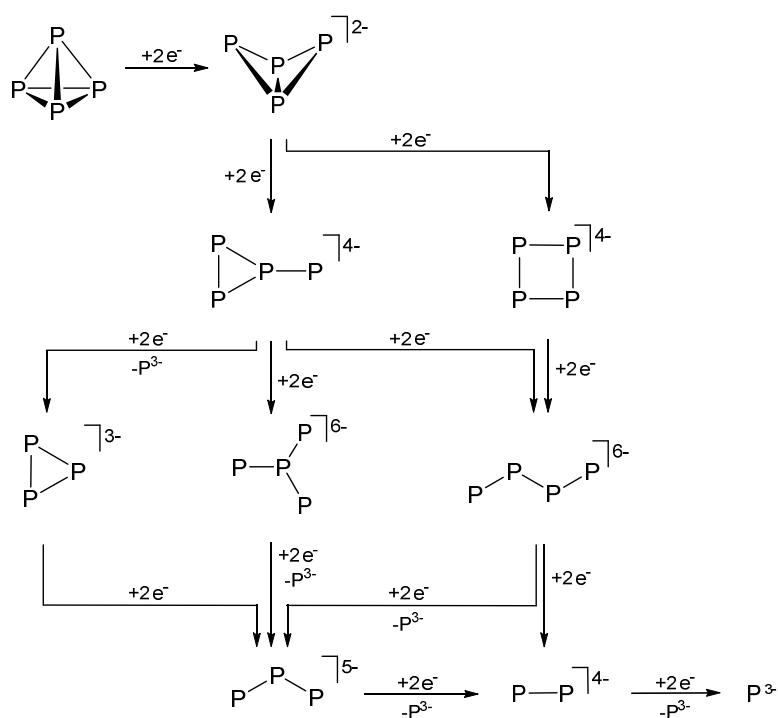 P P P P +2e- P P P P 2-
+2e- +2e-
P P P P 4- P P P P 4-
+2e- -P3- +2e- +2e- +2e-
P P P 3- P P P P 6- P P P P 6-
+2e- +2e- -P3- +2e- -P3- +2e-
P P P 5- +2e- -P3- P P 4- +2e- -P3- P3-